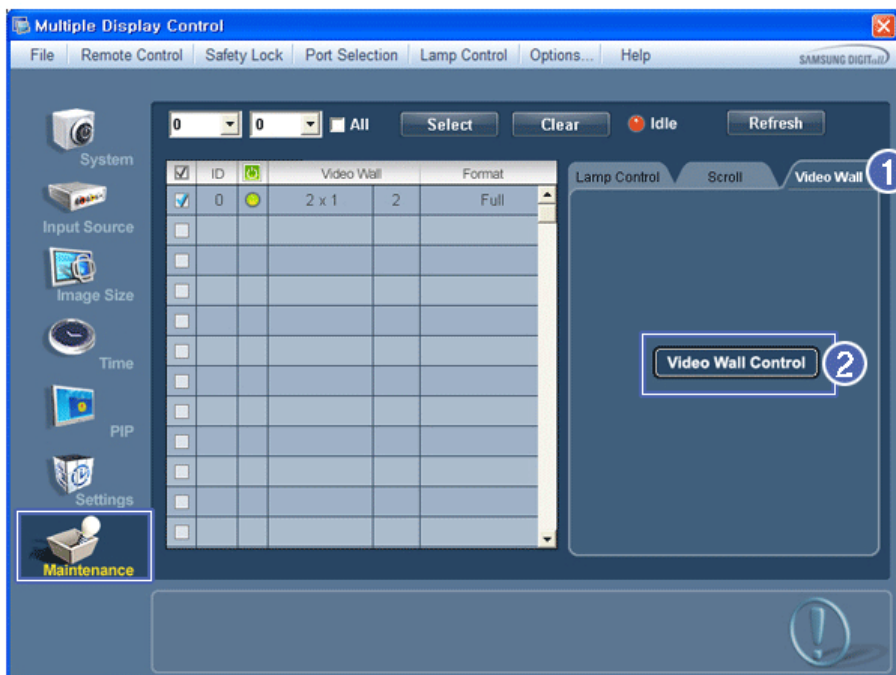 Multiple Display Control
File Remote Control Safety Lock Port Selection Lamp Control Options... Help SAMSUNG DIGITall
0 0 All Select Clear Idle Refresh
System
Input Source
Image Size
Time
PIP
Settings
Maintenance
ID Video Wall Format
0 2 x 1 2 Full
Lamp Control Scroll Video Wall 1
Video Wall Control 2